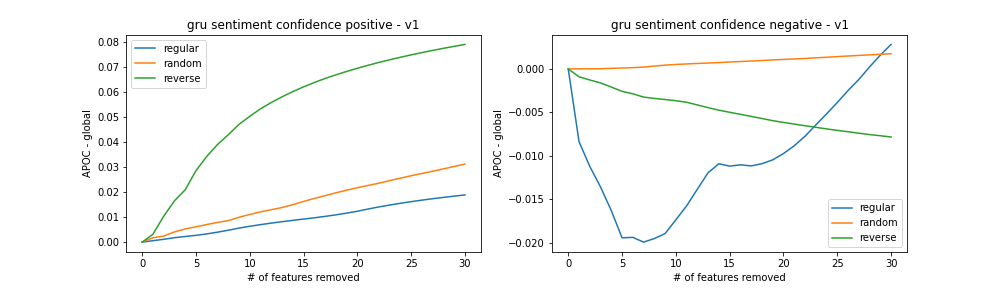 gru sentiment confidence positive - v1
APOC - global
0.08
0.07
0.06
0.05
0.04
0.03
0.02
0.01
0.00
regular
random
reverse
0
5
10
15
20
25
30
# of features removed
gru sentiment confidence negative - v1
APOC - global
0.000
−0.005
−0.010
−0.015
−0.020
regular
random
reverse
0
5
10
15
20
25
30
# of features removed